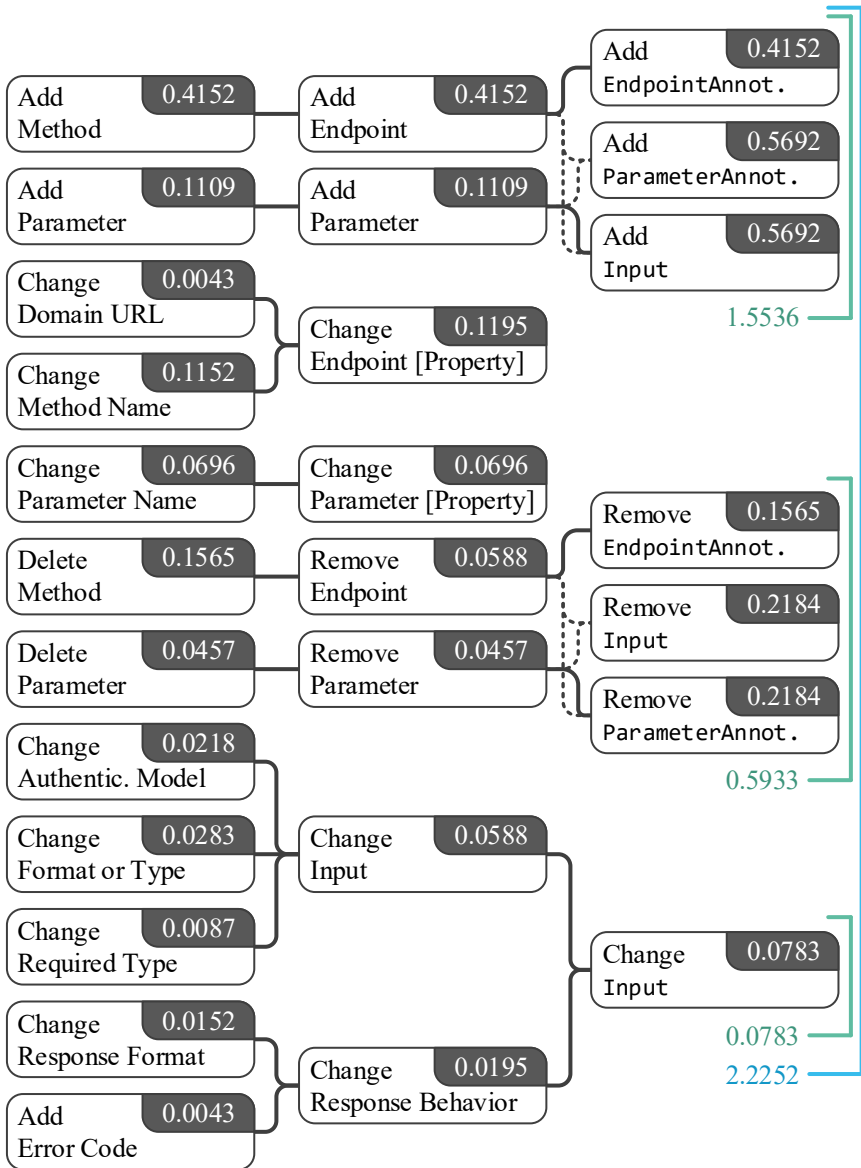 Add
Method
0.4152
Add
Parameter
0.1109
Change
Domain URL
0.0043
Change
Method Name
0.1152
Change
Parameter Name
0.0696
Delete
Method
0.1565
Delete
Parameter
0.0457
Change
Authentic. Model
0.0218
Change
Format or Type
0.0283
Change
Required Type
0.0087
Change
Response Format
0.0152
Add
Error Code
0.0043
Add
Endpoint
0.4152
Add
Parameter
0.1109
Change
Endpoint [Property]
0.1195
Change
Parameter [Property]
0.0696
Remove
Endpoint
0.0588
Remove
Parameter
0.0457
Change
Input
0.0588
Change
Response Behavior
0.0195
Add
EndpointAnnot.
0.4152
Add
ParameterAnnot.
0.5692
Add
Input
0.5692
1.5536
Remove
EndpointAnnot.
0.1565
Remove
Input
0.2184
Remove
ParameterAnnot.
0.2184
0.5933
Change
Input
0.0783
0.0783
2.2252